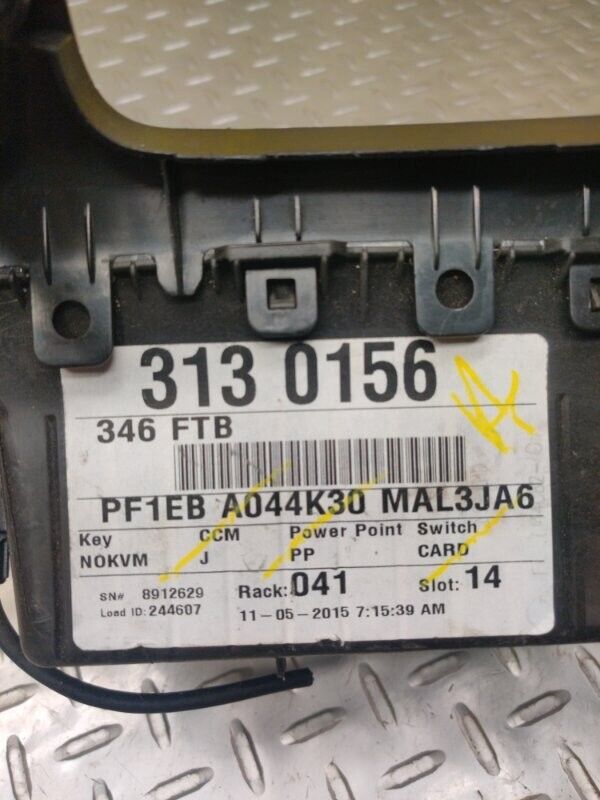 313 0156
346 FTB
PF1EB A044K30 MAL3JA6
Key CCM Power Point Switch
NOKVM J PP CARD
SN# 8912629 Rack: 041 Slot: 14
Load ID: 244607 11-05-2015 7:15:39 AM